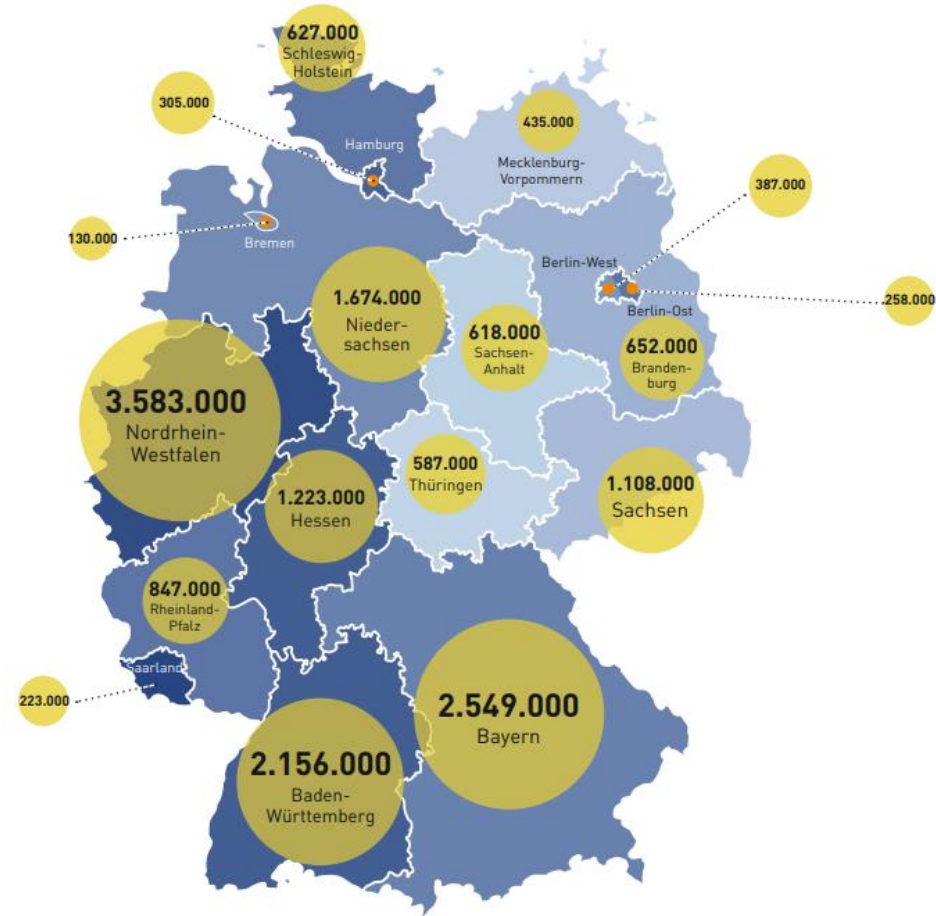 627.000
Schleswig-
Holstein
305.000
435.000
Hamburg
Mecklenburg-
Vorpommern
387.000
130.000
Bremen
Berlin-West
258.000
Berlin-Ost
1.674.000
Nieder-
sachsen
618.000
Sachsen-
Anhalt
652.000
Branden-
burg
3.583.000
Nordrhein-
Westfalen
587.000
Thüringen
1.223.000
Hessen
1.108.000
Sachsen
847.000
Rheinland-
Pfalz
Saarland
223.000
2.549.000
Bayern
2.156.000
Baden-
Württemberg